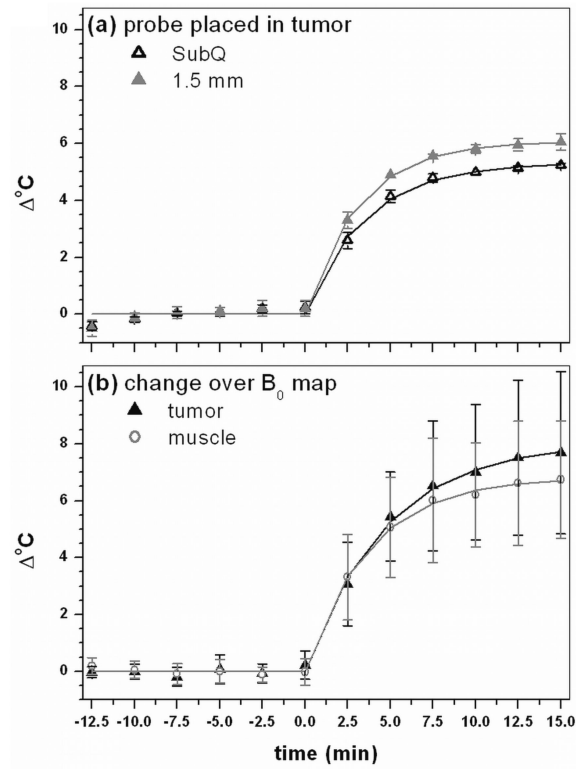 (a) probe placed in tumor
SubQ
1.5 mm
10
8
6
4
2
0
Δ°C
(b) change over B₀ map
tumor
muscle
10
8
6
4
2
0
Δ°C
-12.5 -10.0 -7.5 -5.0 -2.5 0.0 2.5 5.0 7.5 10.0 12.5 15.0
time (min)